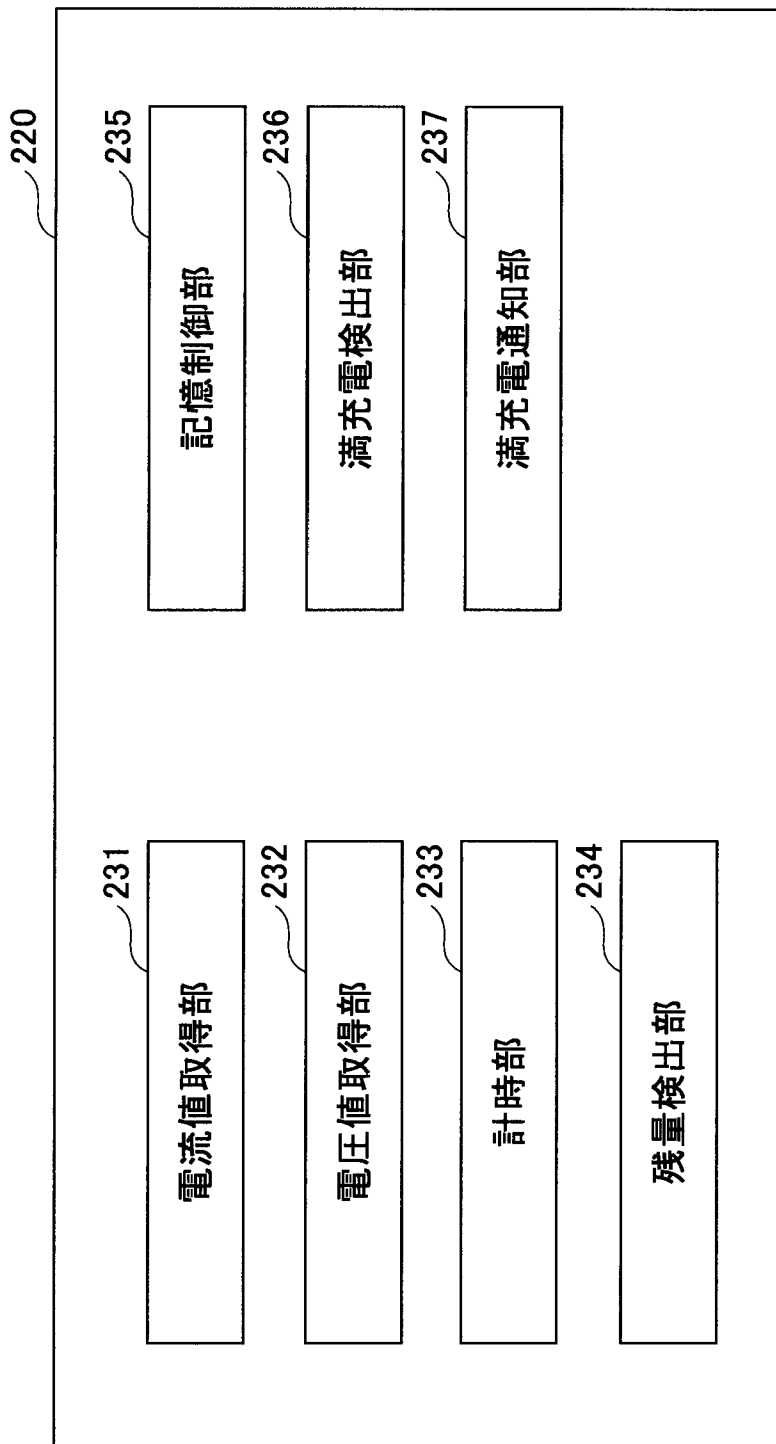 220
231
電流値取得部
232
電圧値取得部
233
計時部
234
残量検出部
235
記憶制御部
236
満充電検出部
237
満充電通知部